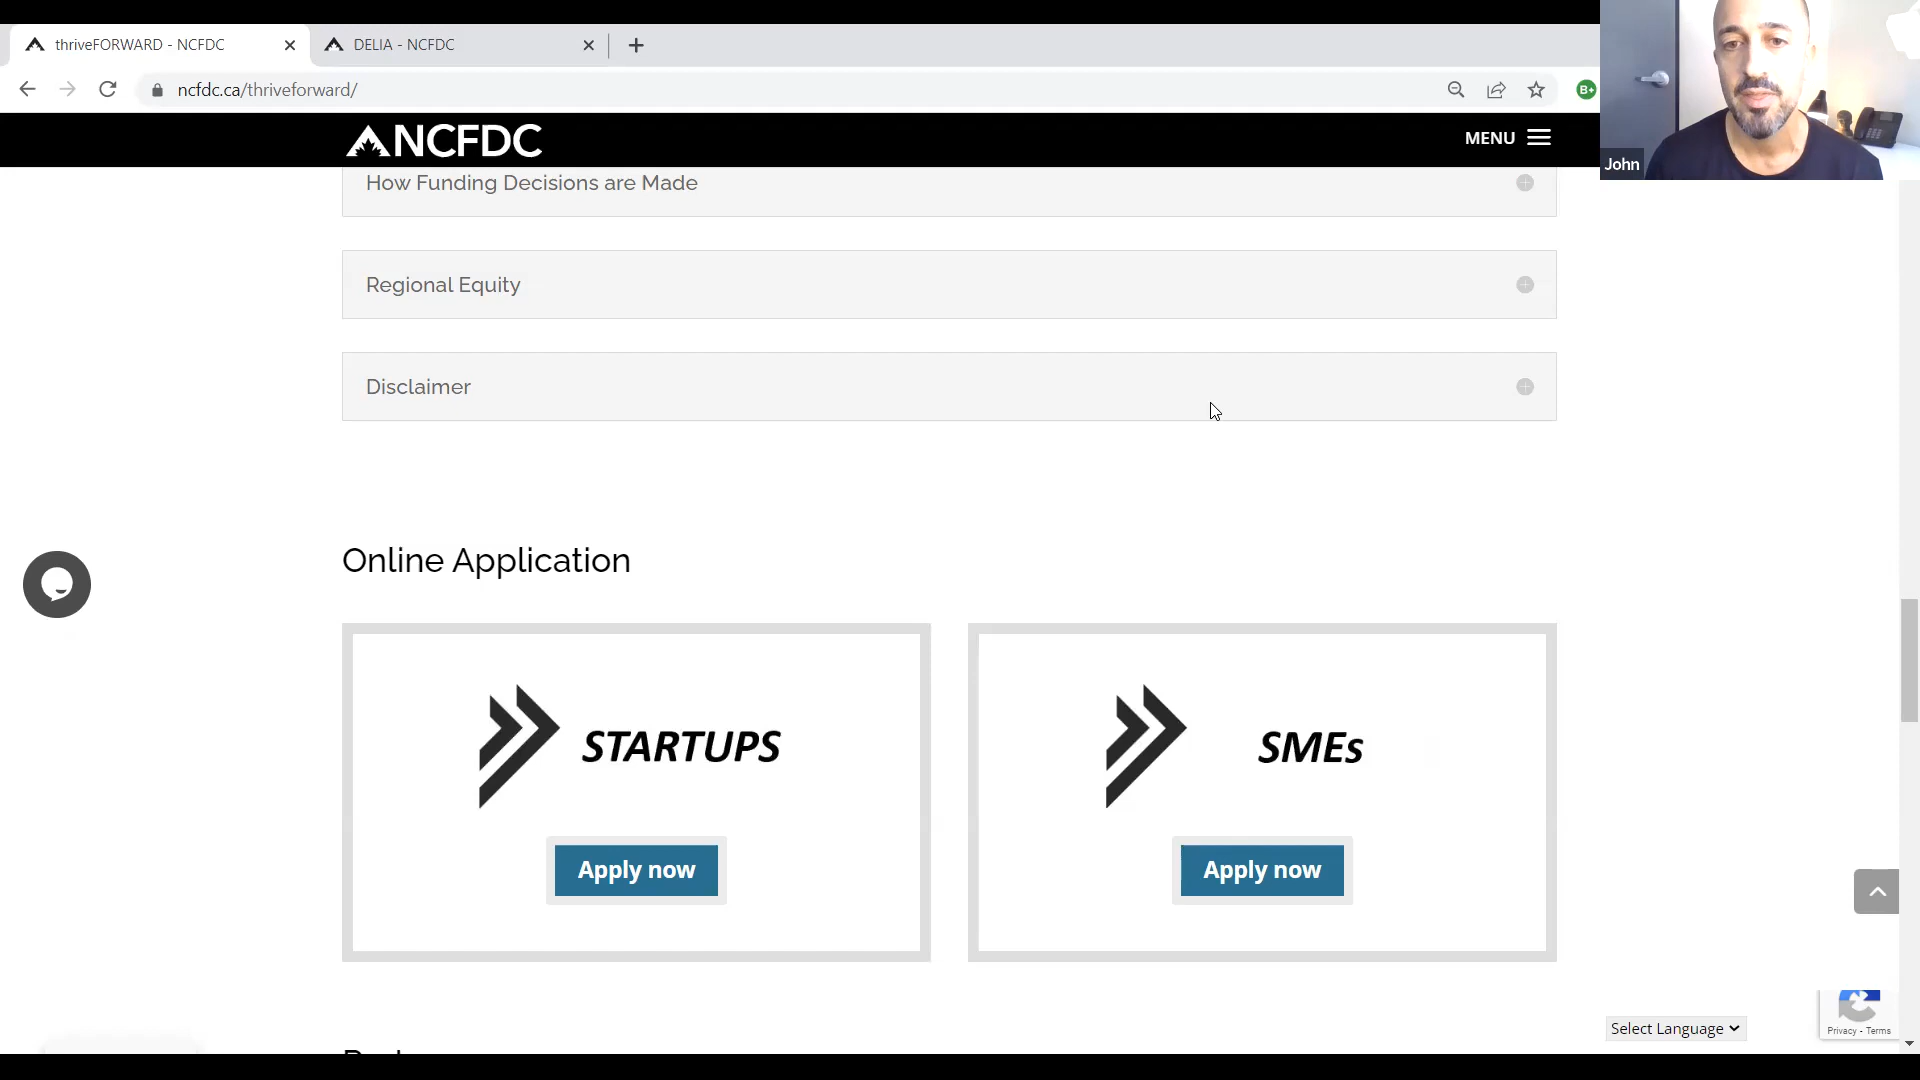 thriveFORWARD - NCFDC
DELIA - NCFDC
ncfdc.ca/thriveforward/
B+
NCFDC
MENU
John
How Funding Decisions are Made
Regional Equity
Disclaimer
Online Application
STARTUPS
SMEs
Apply now
Apply now
Select Language
Privacy - Terms